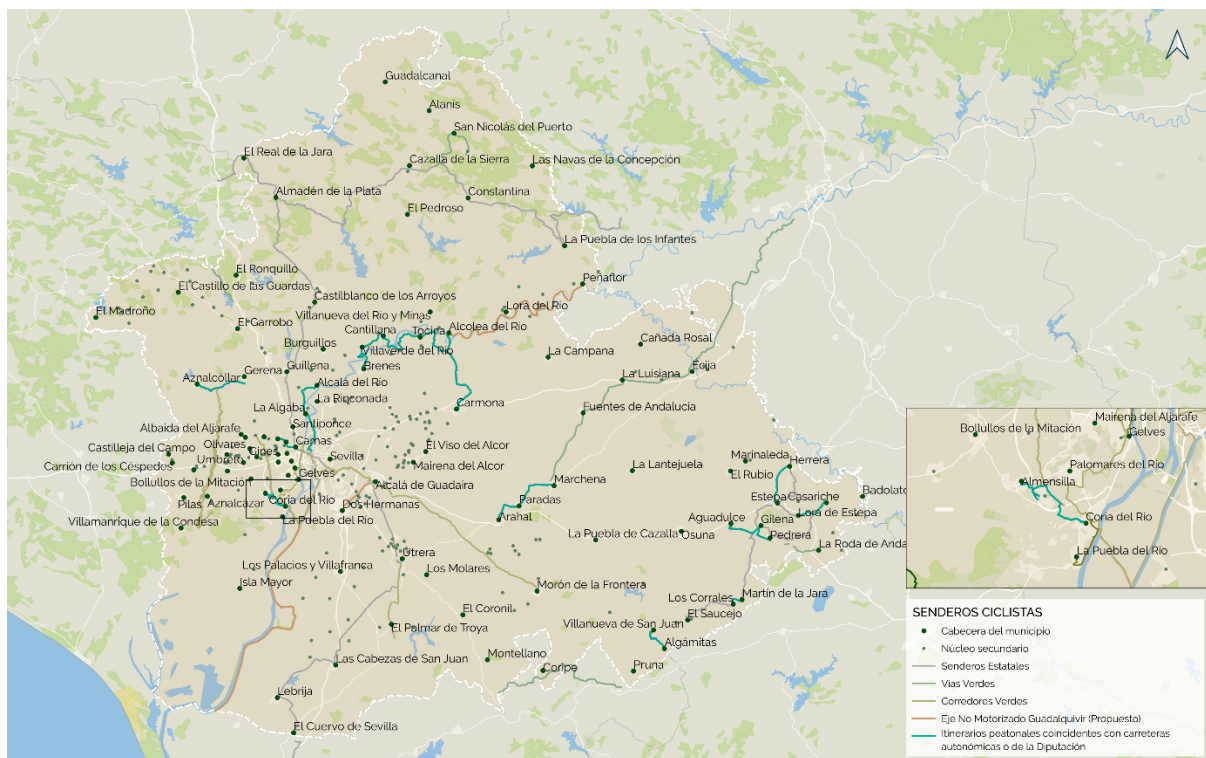 Guadalcanal
Alanís
San Nicolás del Puerto
El Real de la Jara
Cazalla de la Sierra
Las Navas de la Concepción
Almadén de la Plata
Constantina
El Pedroso
La Puebla de los Infantes
El Ronquillo
Peñaflor
El Castillo de las Guardas
Castilblanco de los Arroyos
Lora del Río
El Madroño
Villanueva del Río y Minas
El Garrobo
Cantillana
Tocina
Alcolea del Río
Burguillos
Villaverde del Río
La Campana
Cañada Rosal
Gerena
Guillena
Brenes
La Luisiana
Écija
Aznalcóllar
Alcalá del Río
La Rinconada
Carmona
Fuentes de Andalucía
La Algaba
Santiponce
Albaida del Aljarafe
Olivares
Camas
Castilleja del Campo
Gines
El Viso del Alcor
Umbrete
Sevilla
Marinaleda
Herrera
Carrión de los Céspedes
Mairena del Alcor
La Lantejuela
El Rubio
Gelves
Bollullos de la Mitación
Alcalá de Guadaíra
Marchena
Badolato
Pilas
Aznalcázar
Coria del Río
Dos Hermanas
Paradas
Estepa
Casariche
Lora de Estepa
Villamanrique de la Condesa
La Puebla del Río
Arahal
Aguadulce
Gilena
La Puebla de Cazalla
Osuna
Pedrera
La Roda de Anda
Utrera
Los Palacios y Villafranca
Los Molares
Isla Mayor
Morón de la Frontera
Martín de la Jara
Los Corrales
El Coronil
El Saucejo
El Palmar de Troya
Villanueva de San Juan
Algámitas
Montellano
Las Cabezas de San Juan
Coripe
Pruna
Lebrija
El Cuervo de Sevilla
Mairena del Aljarafe
Bollullos de la Mitación
Gelves
Palomares del Río
Almensilla
Coria del Río
La Puebla del Río
SENDEROS CICLISTAS
Cabecera del municipio
Núcleo secundario
Senderos Estatales
Vías Verdes
Corredores Verdes
Eje No Motorizado Guadalquivir (Propuesto)
Itinerarios peatonales coincidentes con carreteras
autonómicas o de la Diputación